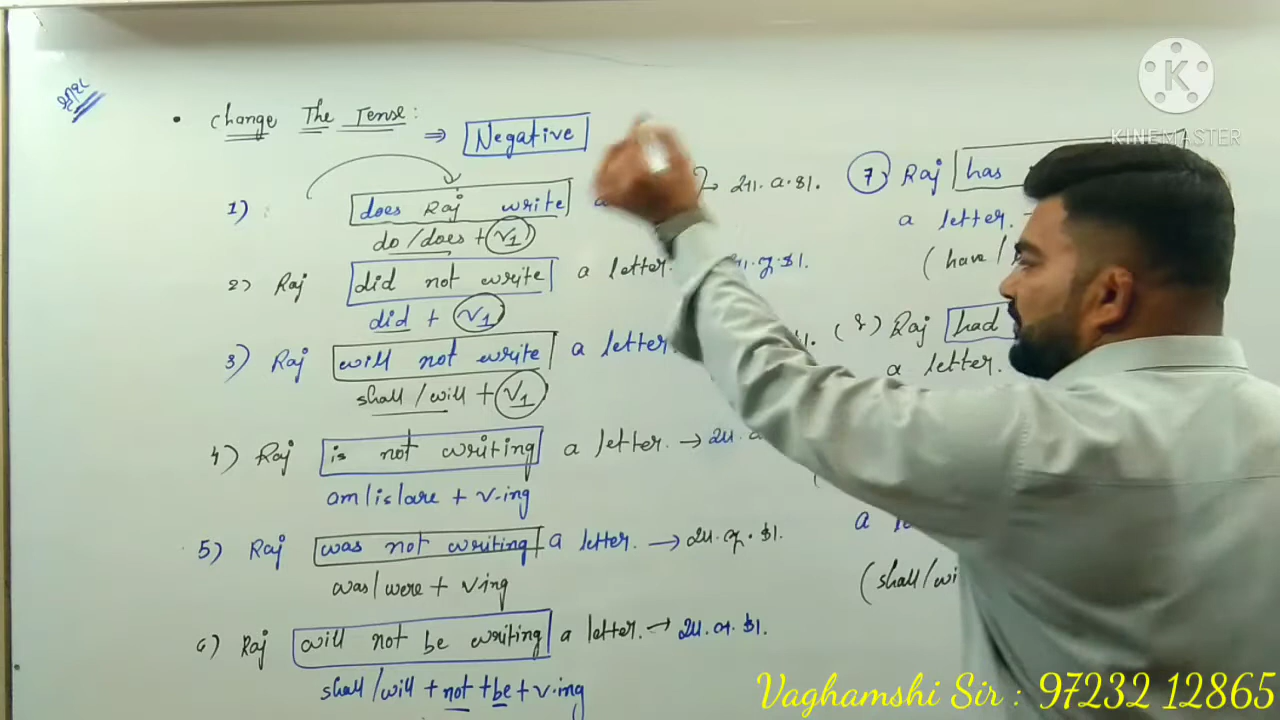 • Change The Tense:
⇒ Negative
1) does Raj write
do/does + V1
2) Raj did not write a letter.
did + V1
3) Raj will not write a letter.
shall/will + V1
4) Raj is not writing a letter. →
am/is/are + V-ing
5) Raj was not writing a letter. → ચા. ભૂ. કા.
was/were + Ving
6) Raj will not be writing a letter. → ચા. ભ. કા.
shall/will + not + be + V-ing
7) Raj has
a letter.
(have/
(8) Raj had
a letter.
(shall/wi
K
KINEMASTER
Vaghamshi Sir : 97232 12865